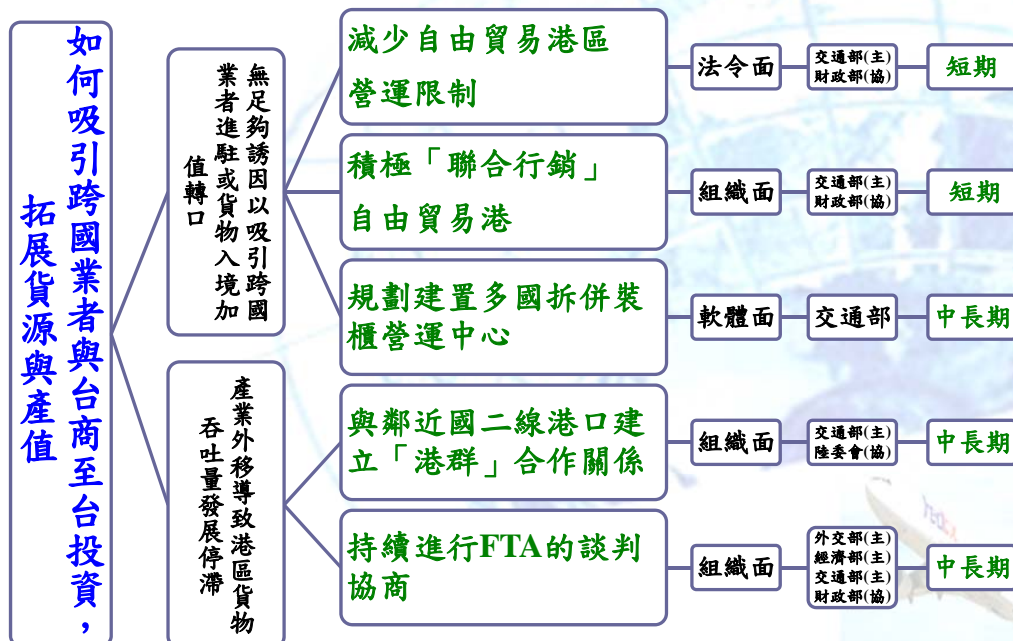 如何吸引跨國業者與台商至台投資，
拓展貨源與產值
無足夠誘因以吸引跨國
業者進駐或貨物入境加
值轉口
減少自由貿易港區
營運限制
法令面
交通部(主)
財政部(協)
短期
積極「聯合行銷」
自由貿易港
組織面
交通部(主)
財政部(協)
短期
規劃建置多國拆併裝
櫃營運中心
軟體面
交通部
中長期
產業外移導致港區貨物
吞吐量發展停滯
與鄰近國二線港口建
立「港群」合作關係
組織面
交通部(主)
陸委會(協)
中長期
持續進行FTA的談判
協商
組織面
外交部(主)
經濟部(主)
交通部(主)
財政部(協)
中長期